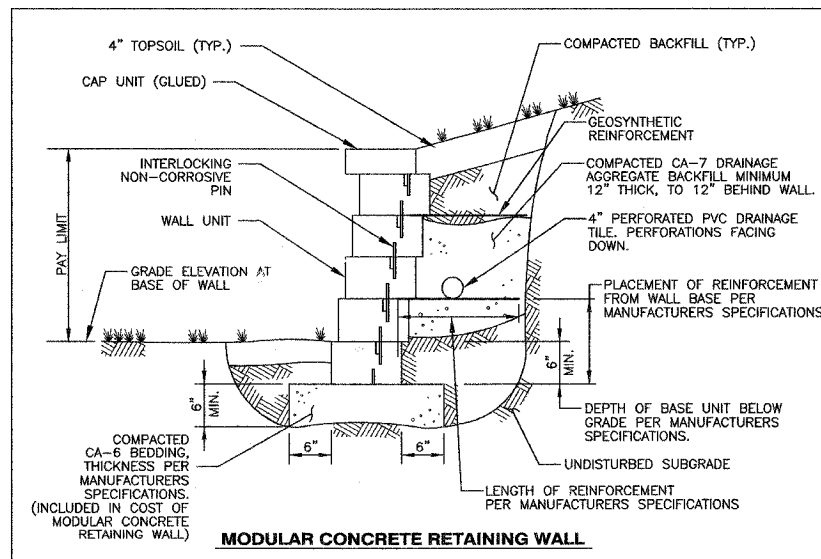 4" TOPSOIL (TYP.)
CAP UNIT (GLUED)
INTERLOCKING
NON-CORROSIVE
PIN
WALL UNIT
PAY LIMIT
GRADE ELEVATION AT
BASE OF WALL
6"
MIN.
COMPACTED
CA-6 BEDDING,
THICKNESS PER
MANUFACTURERS
SPECIFICATIONS.
(INCLUDED IN COST OF
MODULAR CONCRETE
RETAINING WALL)
6"
6"
COMPACTED BACKFILL (TYP.)
GEOSYNTHETIC
REINFORCEMENT
COMPACTED CA-7 DRAINAGE
AGGREGATE BACKFILL MINIMUM
12" THICK, TO 12" BEHIND WALL.
4" PERFORATED PVC DRAINAGE
TILE. PERFORATIONS FACING
DOWN.
PLACEMENT OF REINFORCEMENT
FROM WALL BASE PER
MANUFACTURERS SPECIFICATIONS
6"
MIN.
DEPTH OF BASE UNIT BELOW
GRADE PER MANUFACTURERS
SPECIFICATIONS.
UNDISTURBED SUBGRADE
LENGTH OF REINFORCEMENT
PER MANUFACTURERS SPECIFICATIONS
MODULAR CONCRETE RETAINING WALL